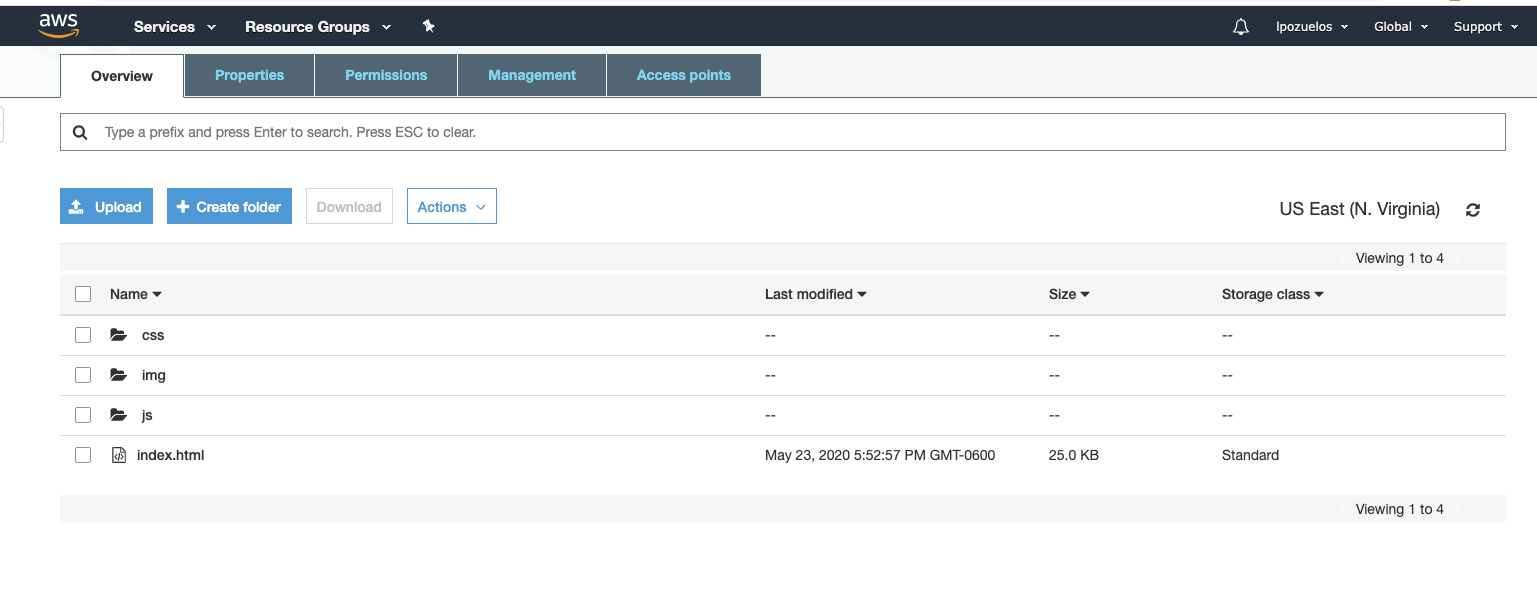 aws Services Resource Groups lpozuelos Global Support
Overview Properties Permissions Management Access points
Type a prefix and press Enter to search. Press ESC to clear.
Upload Create folder Download Actions US East (N. Virginia)
Viewing 1 to 4
Name Last modified Size Storage class
css -- -- --
img -- -- --
js -- -- --
index.html May 23, 2020 5:52:57 PM GMT-0600 25.0 KB Standard
Viewing 1 to 4